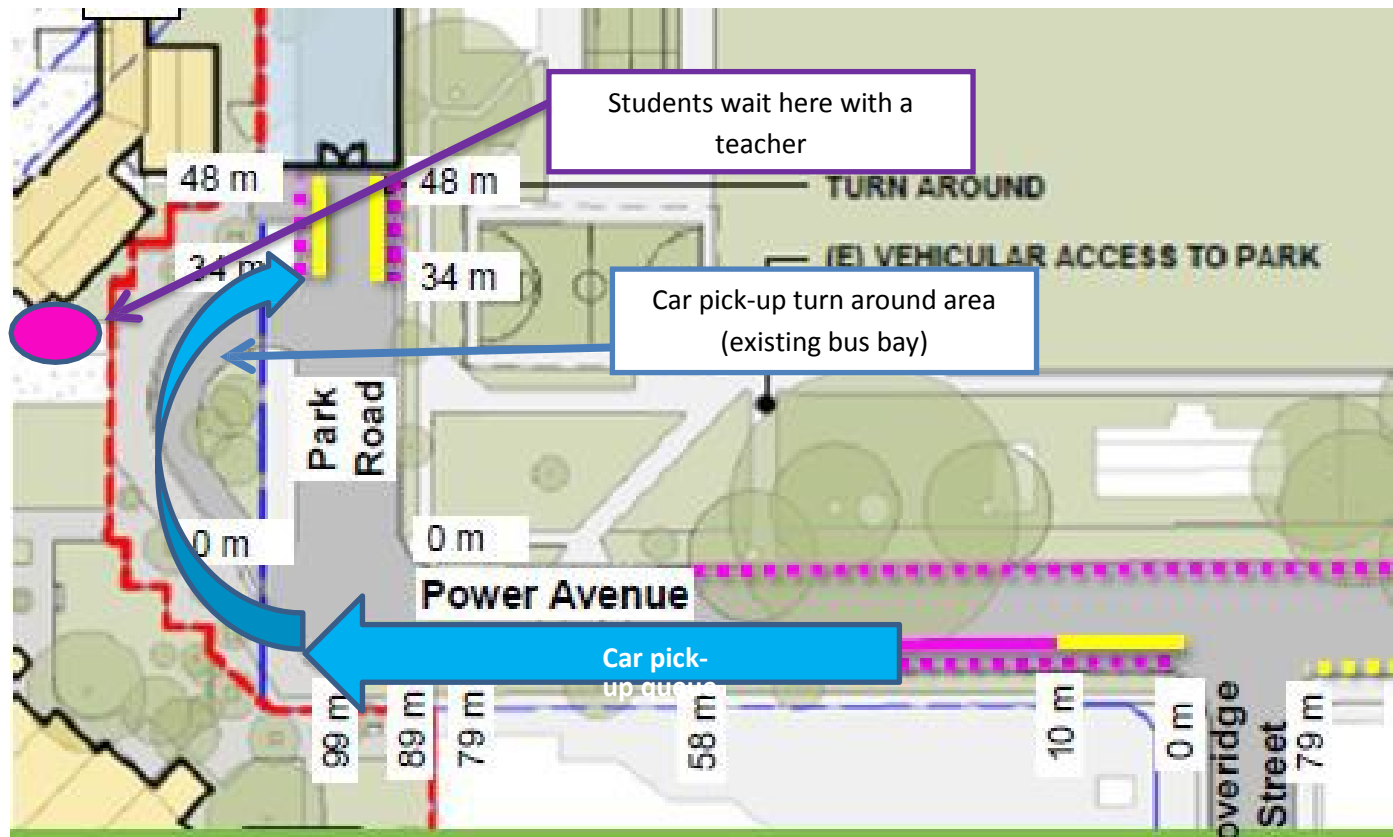 Students wait here with a
teacher
48 m
48 m
TURN AROUND
34 m
34 m
(E) VEHICULAR ACCESS TO PARK
Car pick-up turn around area
(existing bus bay)
Park
Road
0 m
0 m
Power Avenue
Car pick-
up queue
99 m
89 m
79 m
58 m
10 m
0 m
overidge
Street
79 m